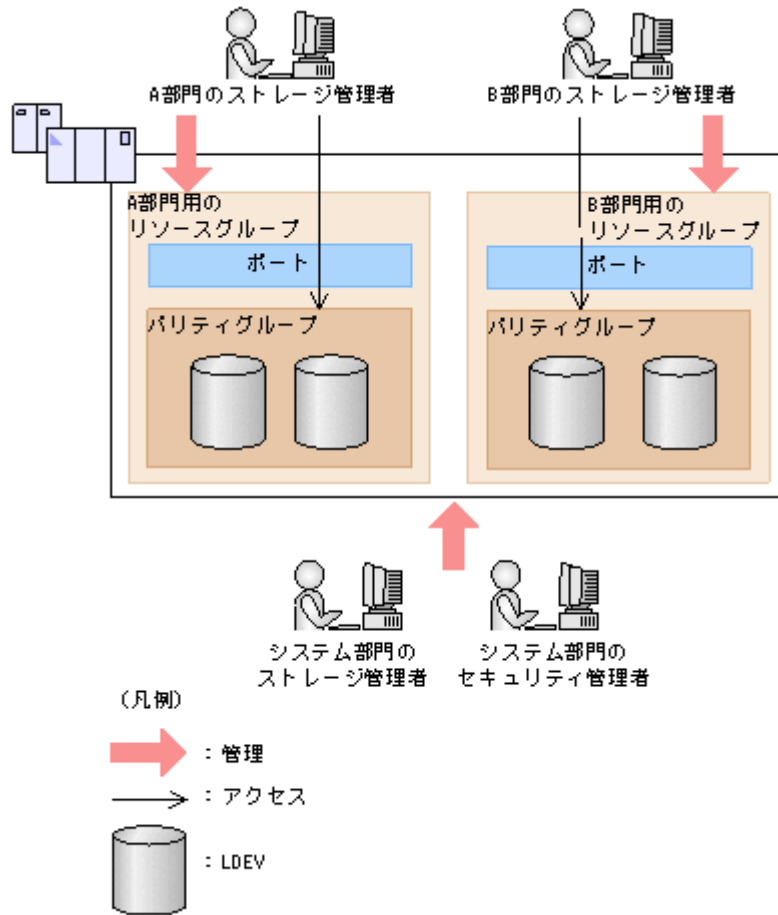 A部門のストレージ管理者
B部門のストレージ管理者
A部門用の
リソースグループ
ポート
パリティグループ
B部門用の
リソースグループ
ポート
パリティグループ
システム部門の
ストレージ管理者
システム部門の
セキュリティ管理者
(凡例)
：管理
：アクセス
：LDEV